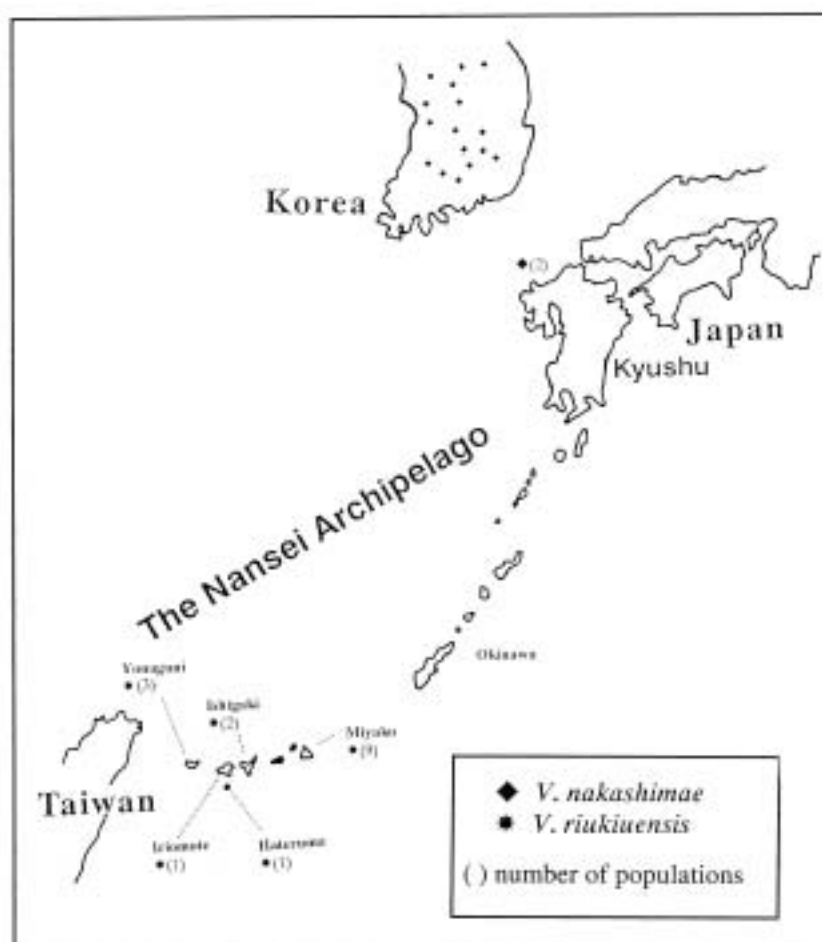 Korea
(2)
Japan
Kyushu
The Nansei Archipelago
Okinawa
Yonaguni
(3)
Ishigaki
(2)
Miyako
(9)
Taiwan
Iriomote
(1)
Hateruma
(1)
V. nakashimae
V. riukiuensis
( ) number of populations